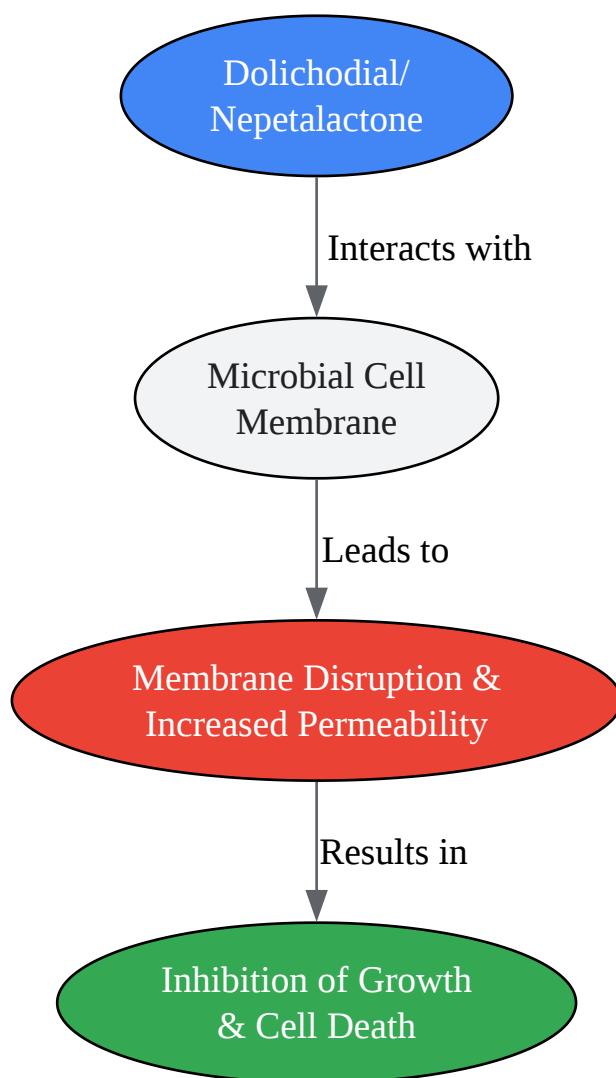 Dolichodial/
Nepetalactone
Interacts with
Microbial Cell
Membrane
Leads to
Membrane Disruption &
Increased Permeability
Results in
Inhibition of Growth
& Cell Death